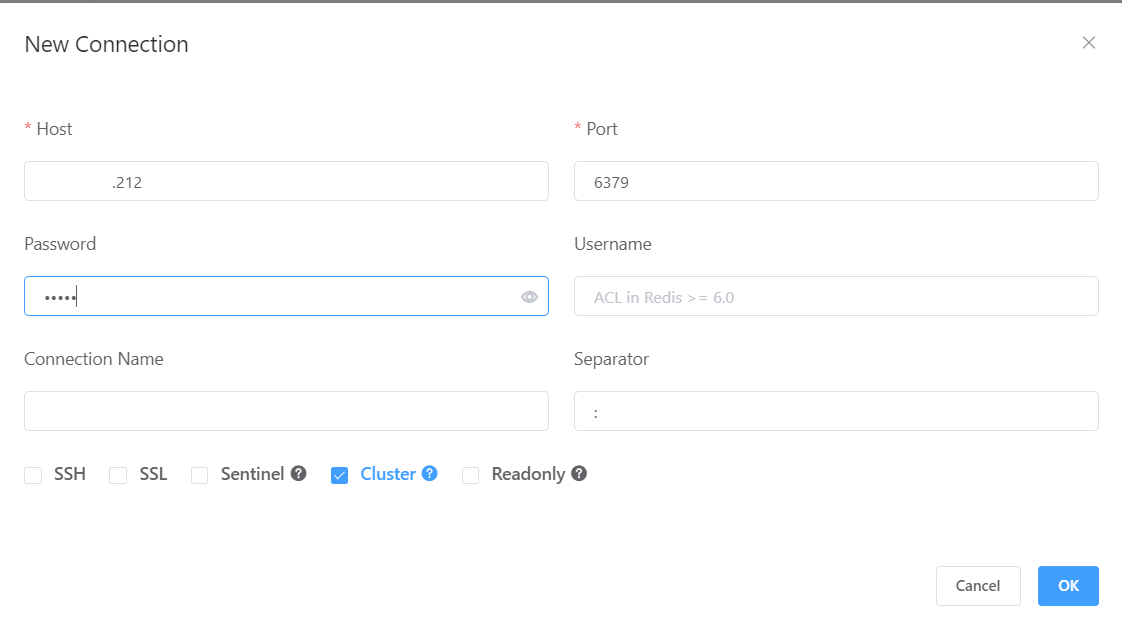 New Connection
* Host
* Port
.212
6379
Password
Username
•••••
ACL in Redis >= 6.0
Connection Name
Separator
:
SSH SSL Sentinel ? Cluster ? Readonly ?
Cancel OK